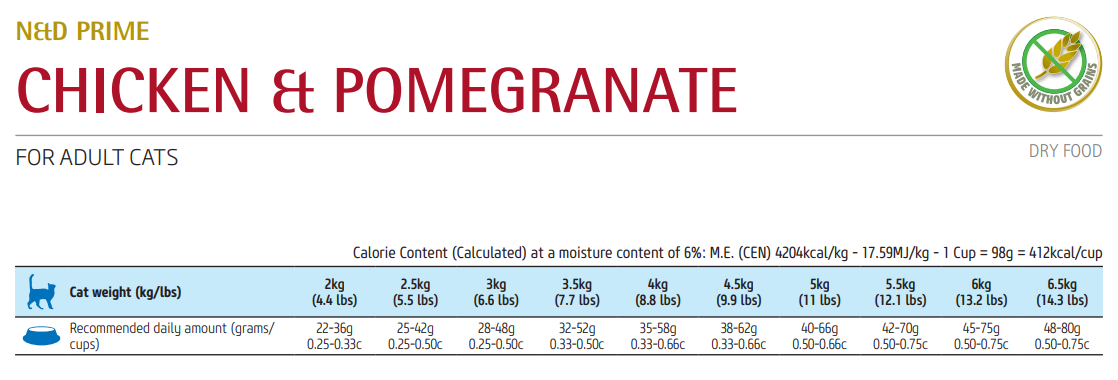 N&D PRIME
CHICKEN & POMEGRANATE
MADE WITHOUT GRAINS
FOR ADULT CATS
DRY FOOD
Calorie Content (Calculated) at a moisture content of 6%: M.E. (CEN) 4204kcal/kg - 17.59MJ/kg - 1 Cup = 98g = 412kcal/cup
Cat weight (kg/lbs) 2kg (4.4 lbs) 2.5kg (5.5 lbs) 3kg (6.6 lbs) 3.5kg (7.7 lbs) 4kg (8.8 lbs) 4.5kg (9.9 lbs) 5kg (11 lbs) 5.5kg (12.1 lbs) 6kg (13.2 lbs) 6.5kg (14.3 lbs)
Recommended daily amount (grams/ 22-36g 25-42g 28-48g 32-52g 35-58g 38-62g 40-66g 42-70g 45-75g 48-80g
cups) 0.25-0.33c 0.25-0.50c 0.25-0.50c 0.33-0.50c 0.33-0.66c 0.33-0.66c 0.50-0.66c 0.50-0.75c 0.50-0.75c 0.50-0.75c